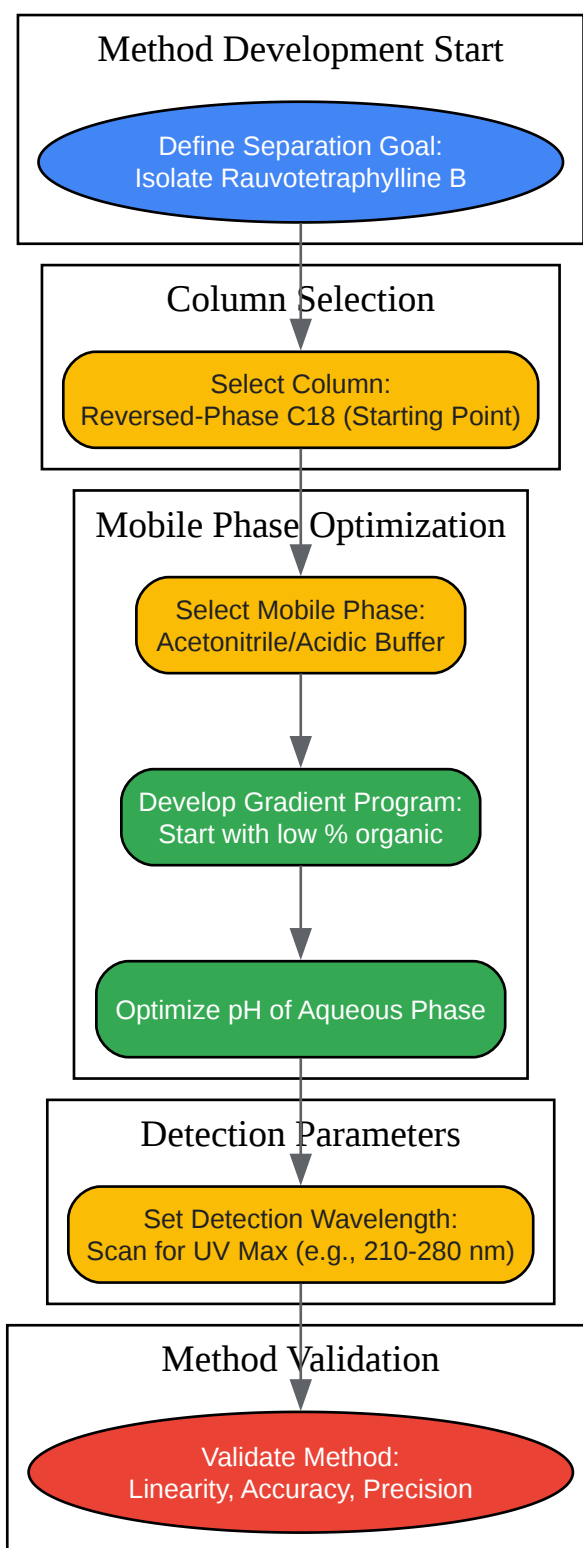 Method Development Start
Define Separation Goal:
Isolate Rauvotetraphylline B
Column Selection
Select Column:
Reversed-Phase C18 (Starting Point)
Mobile Phase Optimization
Select Mobile Phase:
Acetonitrile/Acidic Buffer
Develop Gradient Program:
Start with low % organic
Optimize pH of Aqueous Phase
Detection Parameters
Set Detection Wavelength:
Scan for UV Max (e.g., 210-280 nm)
Method Validation
Validate Method:
Linearity, Accuracy, Precision